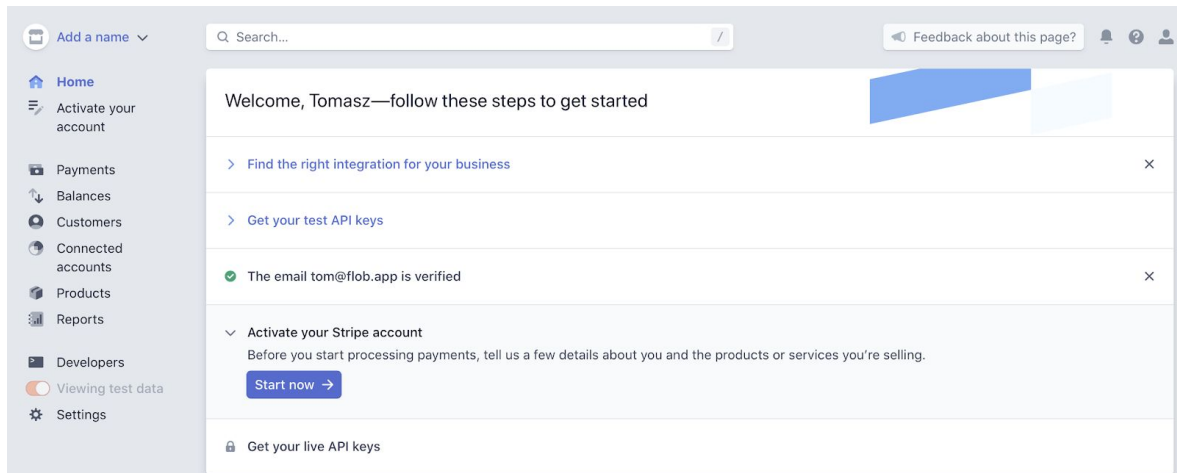 Add a name
Search...
/
Feedback about this page?
Home
Activate your
account
Payments
Balances
Customers
Connected
accounts
Products
Reports
Developers
Viewing test data
Settings
Welcome, Tomasz—follow these steps to get started
Find the right integration for your business
Get your test API keys
The email tom@flob.app is verified
Activate your Stripe account
Before you start processing payments, tell us a few details about you and the products or services you’re selling.
Start now
Get your live API keys